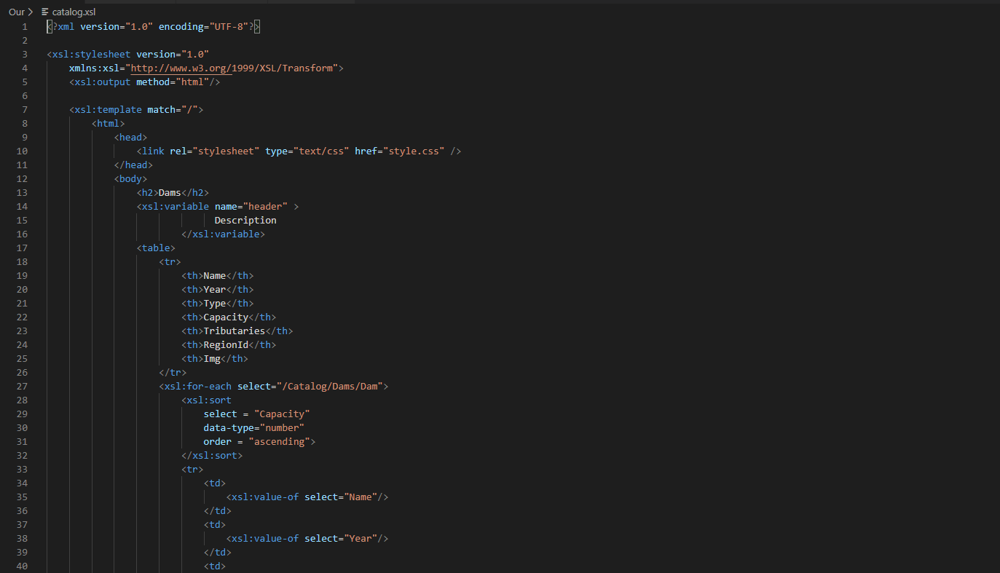 Our > catalog.xsl
1 <?xml version="1.0" encoding="UTF-8"?>
2
3 <xsl:stylesheet version="1.0"
4 xmlns:xsl="http://www.w3.org/1999/XSL/Transform">
5 <xsl:output method="html"/>
6
7 <xsl:template match="/">
8 <html>
9 <head>
10 <link rel="stylesheet" type="text/css" href="style.css" />
11 </head>
12 <body>
13 <h2>Dams</h2>
14 <xsl:variable name="header" >
15 Description
16 </xsl:variable>
17 <table>
18 <tr>
19 <th>Name</th>
20 <th>Year</th>
21 <th>Type</th>
22 <th>Capacity</th>
23 <th>Tributaries</th>
24 <th>RegionId</th>
25 <th>Img</th>
26 </tr>
27 <xsl:for-each select="/Catalog/Dams/Dam">
28 <xsl:sort
29 select = "Capacity"
30 data-type="number"
31 order = "ascending">
32 </xsl:sort>
33 <tr>
34 <td>
35 <xsl:value-of select="Name"/>
36 </td>
37 <td>
38 <xsl:value-of select="Year"/>
39 </td>
40 <td>